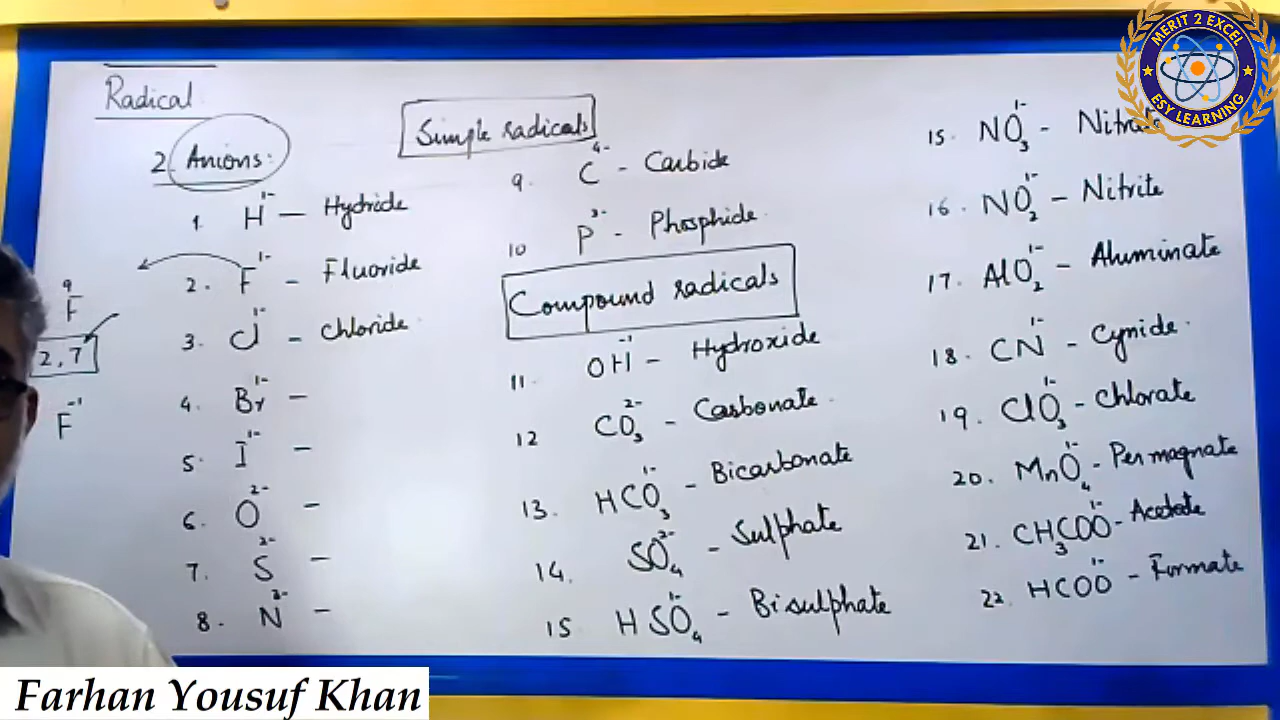 Radical
2 Anions:
1. H¹⁻ — Hydride
2. F¹⁻ – Fluoride
3. Cl¹⁻ – Chloride
4. Br¹⁻ –
5. I¹⁻ –
6. O²⁻ –
7. S²⁻ –
8. N³⁻ –
9
F
2, 7
F⁻¹
Simple radicals
9. C⁴⁻ - Carbide
10 P³⁻ - Phosphide
Compound radicals
11. OH⁻¹ – Hydroxide
12 CO₃²⁻ - Carbonate
13. HCO₃¹⁻ - Bicarbonate
14. SO₄²⁻ - Sulphate
15 HSO₄¹⁻ - Bisulphate
15. NO₃¹⁻ - Nitrate
16. NO₂¹⁻ – Nitrite
17. AlO₂¹⁻ – Aluminate
18. CN¹⁻ – Cynide
19. ClO₃¹⁻ - Chlorate
20. MnO₄¹⁻ - Permagnate
21. CH₃COO¹⁻ - Acetate
22. HCOO¹⁻ - Formate
MERIT 2 EXCEL
ESY LEARNING
Farhan Yousuf Khan